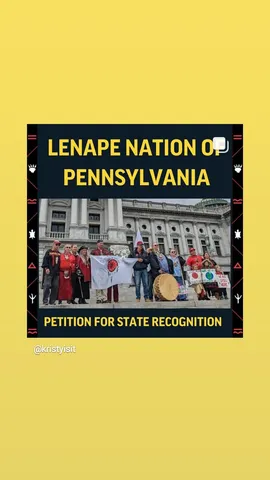 LENAPE NATION OF
PENNSYLVANIA
PETITION FOR STATE RECOGNITION
@kristyisit